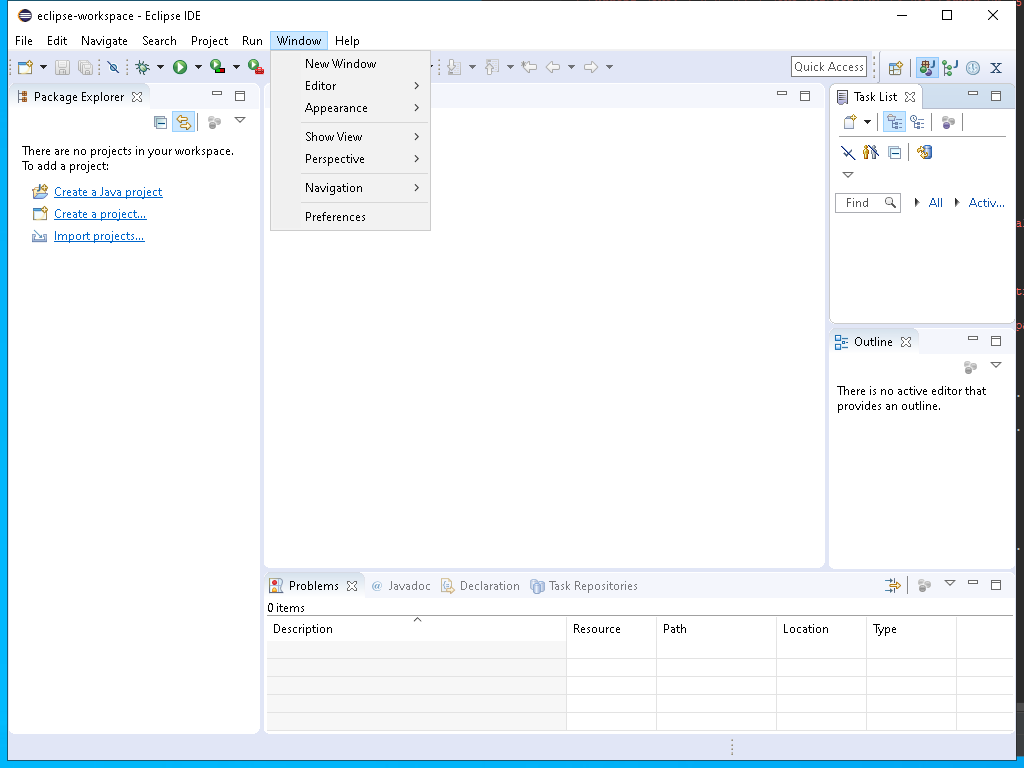 eclipse-workspace - Eclipse IDE
File Edit Navigate Search Project Run Window Help
Quick Access
New Window
Editor
Appearance
Show View
Perspective
Navigation
Preferences
Package Explorer
There are no projects in your workspace.
To add a project:
Create a Java project
Create a project...
Import projects...
Task List
Find All Activ...
Outline
There is no active editor that
provides an outline.
Problems @ Javadoc Declaration Task Repositories
0 items
Description Resource Path Location Type